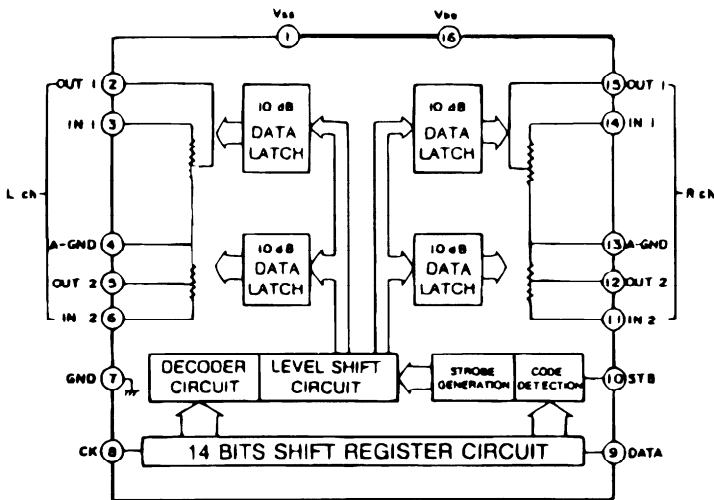 Vss
VDD
1
16
OUT 1
2
15
OUT 1
IN 1
3
14
IN 1
10 dB
DATA
LATCH
10 dB
DATA
LATCH
L ch
R ch
A-GND
4
13
A-GND
OUT 2
5
12
OUT 2
IN 2
6
11
IN 2
10 dB
DATA
LATCH
10 dB
DATA
LATCH
GND
7
DECODER
CIRCUIT
LEVEL SHIFT
CIRCUIT
STROBE
GENERATION
CODE
DETECTION
10
STB
CK
8
14 BITS SHIFT REGISTER CIRCUIT
9
DATA